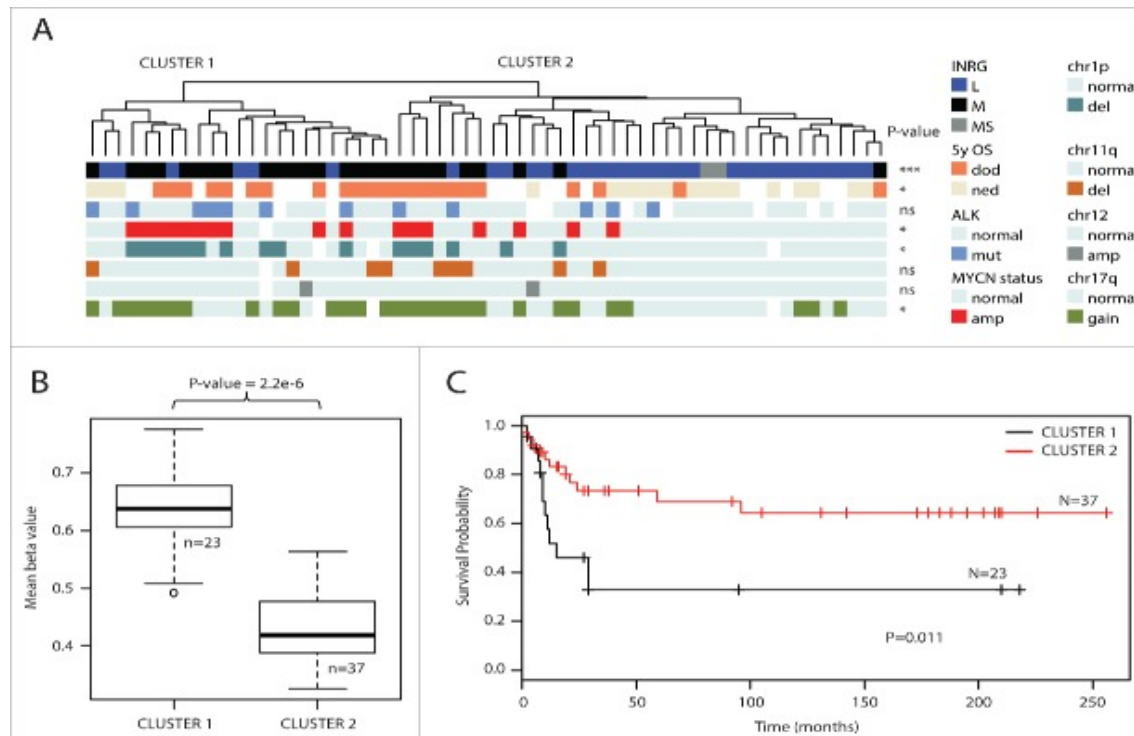 A
CLUSTER 1
CLUSTER 2
P-value
***
*
ns
*
*
ns
ns
*
INRG
L
M
MS
5y OS
dod
ned
ALK
normal
mut
MYCN status
normal
amp
chr1p
norma
del
chr11q
norma
del
chr12
norma
amp
chr17q
norma
gain
B
P-value = 2.2e-6
Mean beta value
0.7
0.6
0.5
0.4
n=23
n=37
CLUSTER 1
CLUSTER 2
C
Survival Probability
1.0
0.8
0.6
0.4
0.2
0.0
CLUSTER 1
CLUSTER 2
N=37
N=23
P=0.011
0
50
100
150
200
250
Time (months)